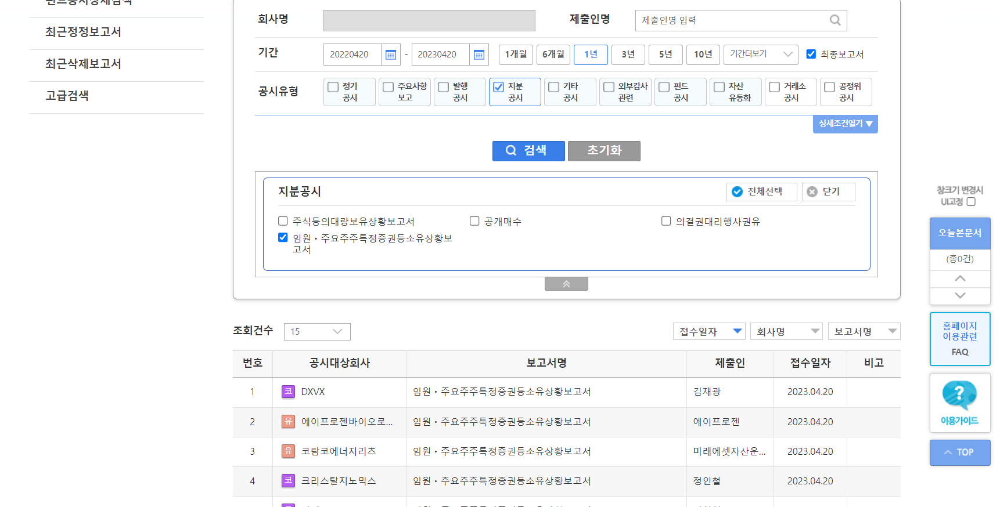 최근정정보고서
최근삭제보고서
고급검색
회사명
제출인명 제출인명 입력
기간 20220420 - 20230420 1개월 6개월 1년 3년 5년 10년 기간더보기 최종보고서
공시유형
정기
공시
주요사항
보고
발행
공시
지분
공시
기타
공시
외부감사
관련
펀드
공시
자산
유동화
거래소
공시
공정위
공시
상세조건열기 ▼
검색 초기화
지분공시 전체선택 닫기
주식등의대량보유상황보고서 공개매수 의결권대리행사권유
임원ㆍ주요주주특정증권등소유상황보
고서
조회건수 15 접수일자 회사명 보고서명
번호 공시대상회사 보고서명 제출인 접수일자 비고
1 코 DXVX 임원ㆍ주요주주특정증권등소유상황보고서 김재광 2023.04.20
2 유 에이프로젠바이오로... 임원ㆍ주요주주특정증권등소유상황보고서 에이프로젠 2023.04.20
3 유 코람코에너지리츠 임원ㆍ주요주주특정증권등소유상황보고서 미래에셋자산운... 2023.04.20
4 코 크리스탈지노믹스 임원ㆍ주요주주특정증권등소유상황보고서 정인철 2023.04.20
창크기 변경시
UI고정
오늘본문서
(총0건)
홈페이지
이용관련
FAQ
?
이용가이드
TOP